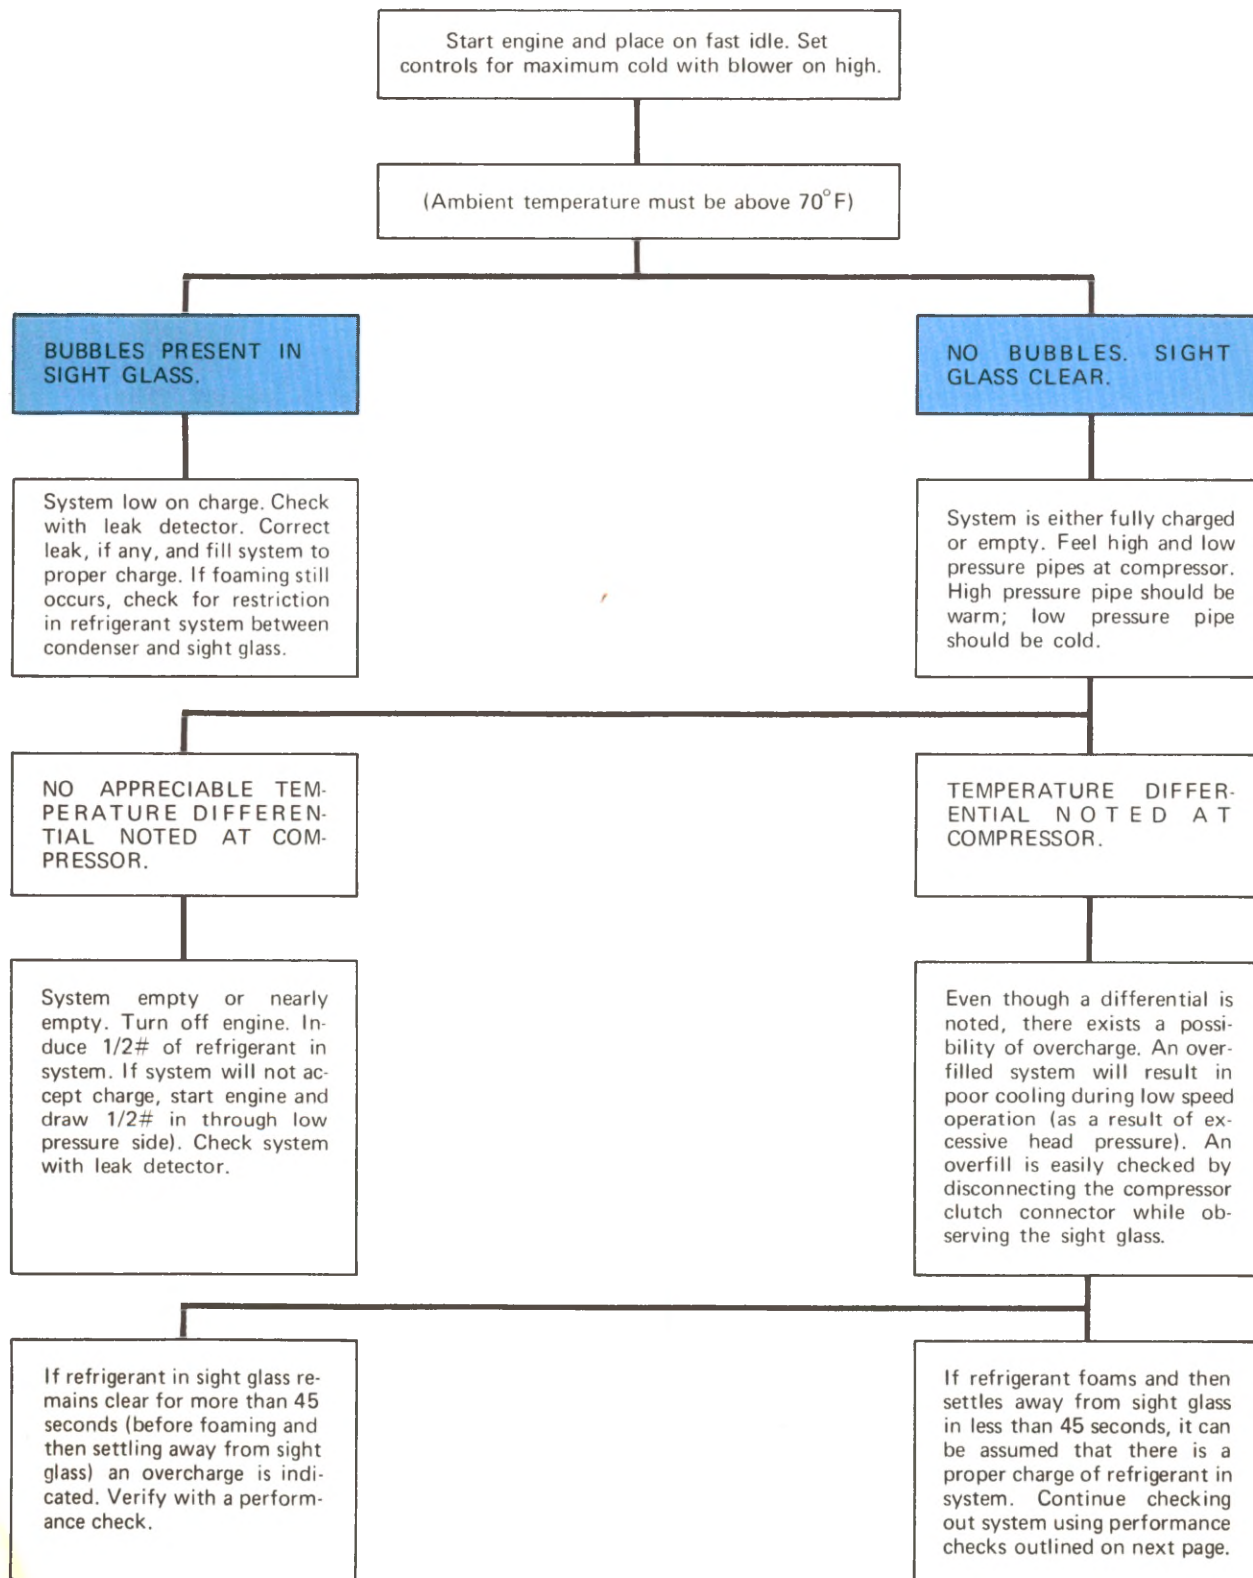 Start engine and place on fast idle. Set
controls for maximum cold with blower on high.
(Ambient temperature must be above 70°F)
BUBBLES PRESENT IN
SIGHT GLASS.
NO BUBBLES. SIGHT
GLASS CLEAR.
System low on charge. Check
with leak detector. Correct
leak, if any, and fill system to
proper charge. If foaming still
occurs, check for restriction
in refrigerant system between
condenser and sight glass.
System is either fully charged
or empty. Feel high and low
pressure pipes at compressor.
High pressure pipe should be
warm; low pressure pipe
should be cold.
NO APPRECIABLE TEM-
PERATURE DIFFEREN-
TIAL NOTED AT COM-
PRESSOR.
TEMPERATURE DIFFER-
ENTIAL NOTED AT
COMPRESSOR.
System empty or nearly
empty. Turn off engine. In-
duce 1/2# of refrigerant in
system. If system will not ac-
cept charge, start engine and
draw 1/2# in through low
pressure side). Check system
with leak detector.
Even though a differential is
noted, there exists a possi-
bility of overcharge. An over-
filled system will result in
poor cooling during low speed
operation (as a result of ex-
cessive head pressure). An
overfill is easily checked by
disconnecting the compressor
clutch connector while ob-
serving the sight glass.
If refrigerant in sight glass re-
mains clear for more than 45
seconds (before foaming and
then settling away from sight
glass) an overcharge is indi-
cated. Verify with a perform-
ance check.
If refrigerant foams and then
settles away from sight glass
in less than 45 seconds, it can
be assumed that there is a
proper charge of refrigerant in
system. Continue checking
out system using performance
checks outlined on next page.